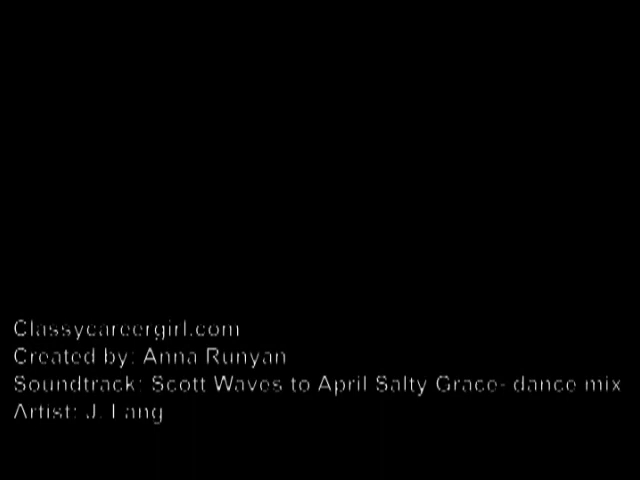 Classycareergirl.com
Created by: Anna Runyan
Soundtrack: Scott Waves to April Salty Grace- dance mix
Artist: J. Lang